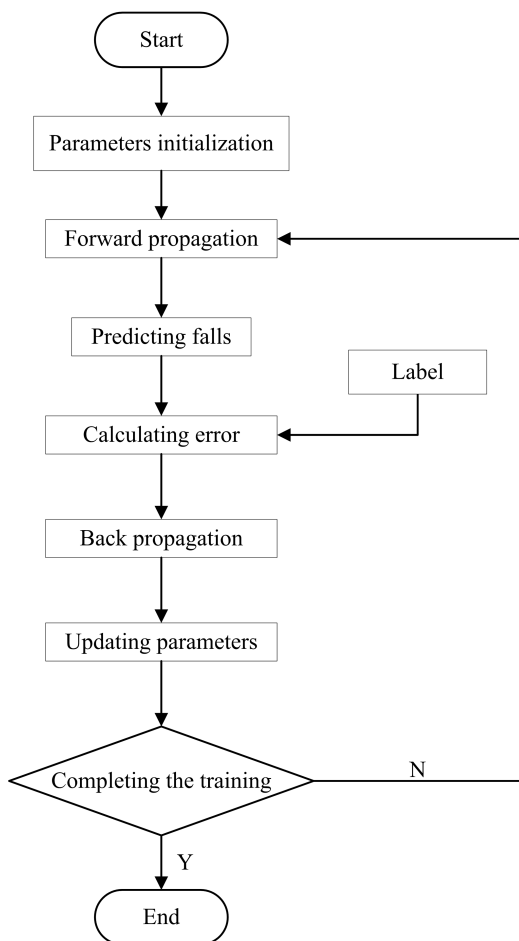 Start
Parameters initialization
Forward propagation
Predicting falls
Label
Calculating error
Back propagation
Updating parameters
Completing the training
N
Y
End